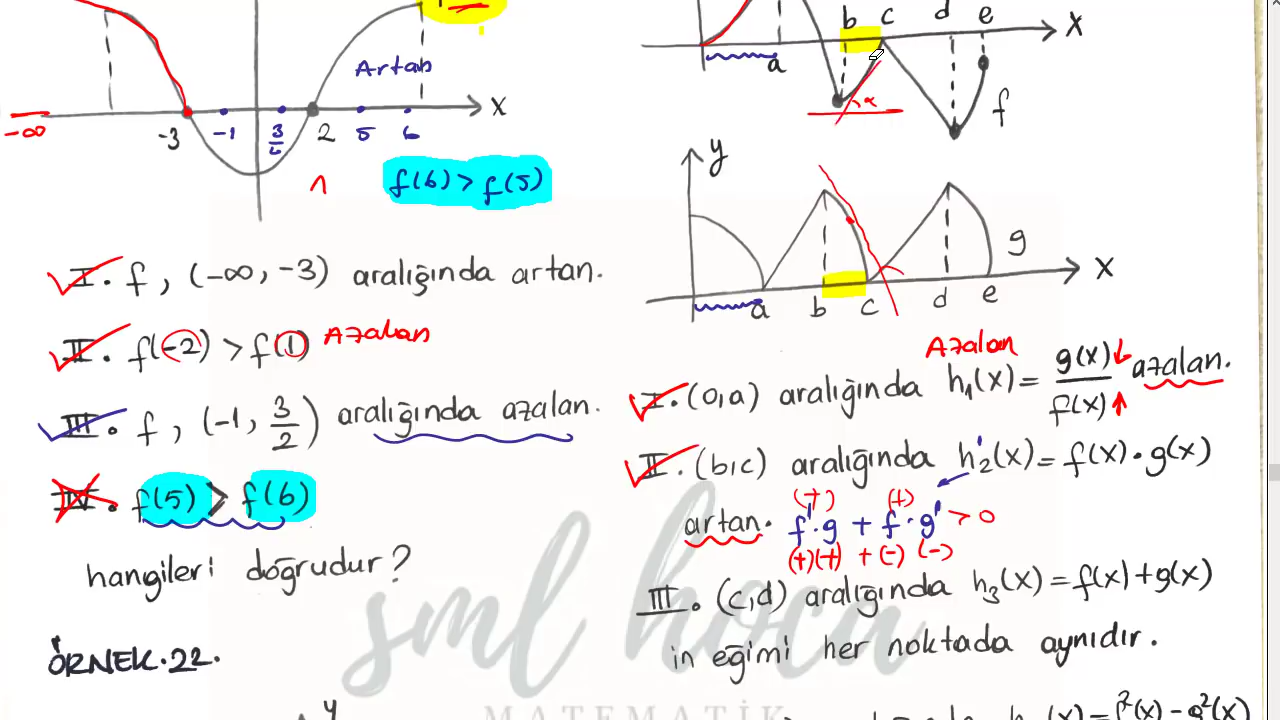 Artan
-∞
-3
-1
3/2
2
5
6
x
f(6) > f(5)
I. f, (-∞, -3) aralığında artan.
II. f(-2) > f(1) Azalan
III. f, (-1, 3/2) aralığında azalan.
IV. f(5) > f(6)
hangileri doğrudur?
ÖRNEK.22.
y
a
b
c
d
e
x
α
f
y
a
b
c
d
e
x
g
Azalan
I. (0,a) aralığında h₁(x) = g(x)↓ / f(x)↑ azalan.
II. (b,c) aralığında h₂'(x) = f(x)·g(x)
(+) (+)
artan. f'·g + f·g' > 0
(+)(+) + (-) (-)
III. (c,d) aralığında h₃(x) = f(x)+g(x)
in eğimi her noktada aynıdır.
sml hoca
MATEMATİK